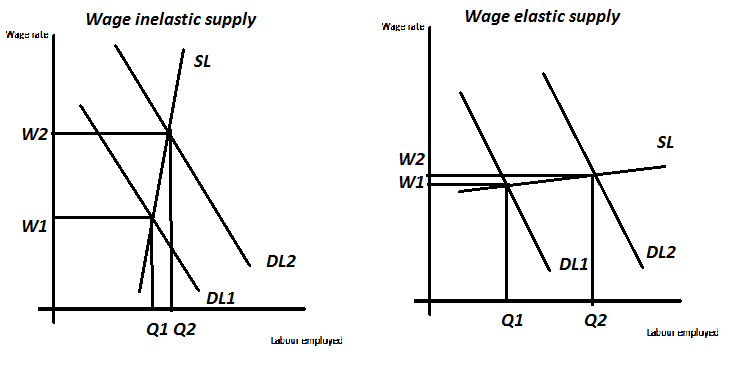 Wage inelastic supply
Wage rate
SL
W2
W1
DL2
DL1
Q1 Q2
Labour employed
Wage elastic supply
Wage rate
SL
W2
W1
DL2
DL1
Q1
Q2
Labour employed